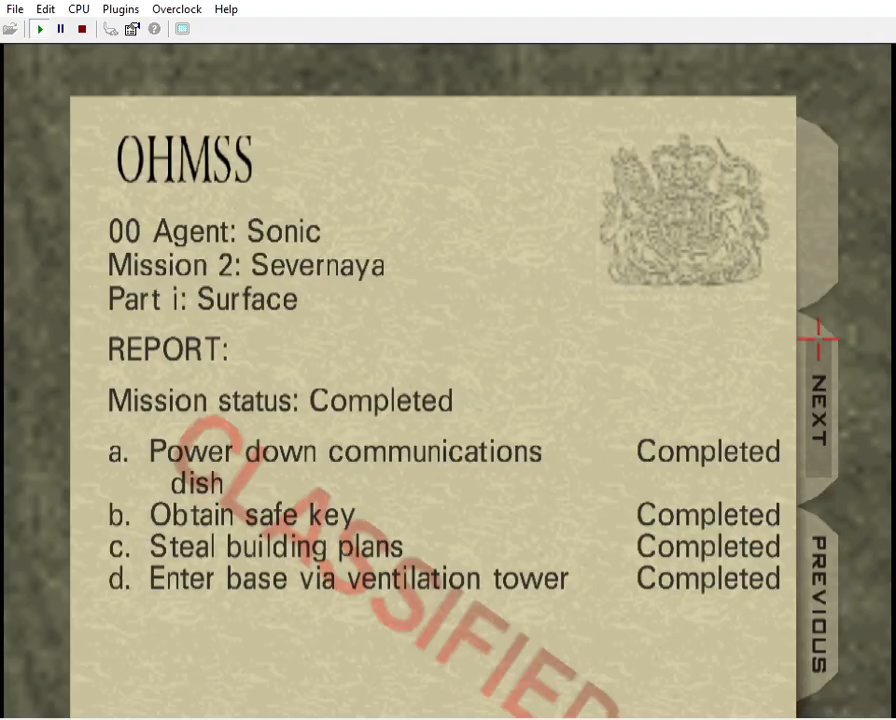 File Edit CPU Plugins Overclock Help
OHMSS
00 Agent: Sonic
Mission 2: Severnaya
Part i: Surface
REPORT:
Mission status: Completed
a. Power down communications Completed
dish
b. Obtain safe key Completed
c. Steal building plans Completed
d. Enter base via ventilation tower Completed
CLASSIFIED
NEXT
PREVIOUS